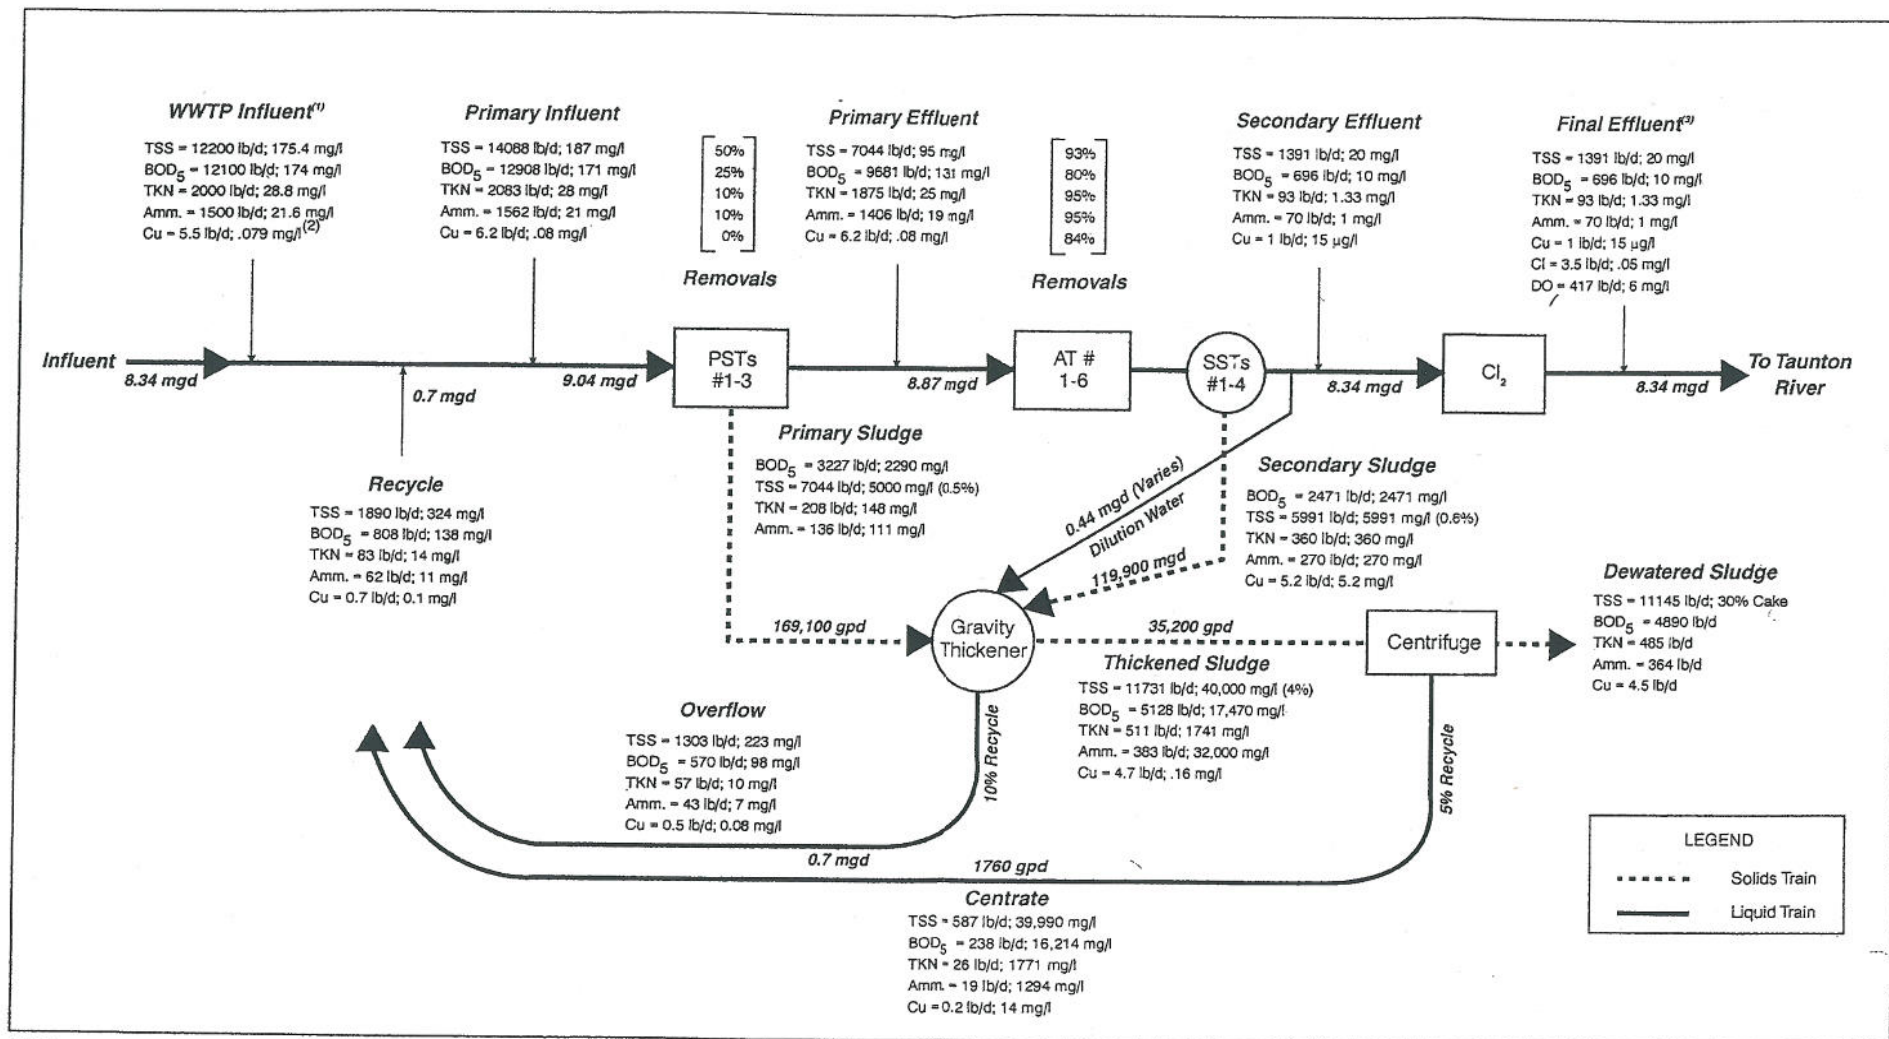 WWTP Influent(1)
TSS = 12200 lb/d; 175.4 mg/l
BOD5 = 12100 lb/d; 174 mg/l
TKN = 2000 lb/d; 28.8 mg/l
Amm. = 1500 lb/d; 21.6 mg/l
Cu = 5.5 lb/d; .079 mg/l(2)
Primary Influent
TSS = 14088 lb/d; 187 mg/l
BOD5 = 12908 lb/d; 171 mg/l
TKN = 2083 lb/d; 28 mg/l
Amm. = 1562 lb/d; 21 mg/l
Cu = 6.2 lb/d; .08 mg/l
50%
25%
10%
10%
0%
Removals
Primary Effluent
TSS = 7044 lb/d; 95 mg/l
BOD5 = 9681 lb/d; 131 mg/l
TKN = 1875 lb/d; 25 mg/l
Amm. = 1406 lb/d; 19 mg/l
Cu = 6.2 lb/d; .08 mg/l
93%
80%
95%
95%
84%
Removals
Secondary Effluent
TSS = 1391 lb/d; 20 mg/l
BOD5 = 696 lb/d; 10 mg/l
TKN = 93 lb/d; 1.33 mg/l
Amm. = 70 lb/d; 1 mg/l
Cu = 1 lb/d; 15 µg/l
Final Effluent(3)
TSS = 1391 lb/d; 20 mg/l
BOD5 = 696 lb/d; 10 mg/l
TKN = 93 lb/d; 1.33 mg/l
Amm. = 70 lb/d; 1 mg/l
Cu = 1 lb/d; 15 µg/l
Cl = 3.5 lb/d; .05 mg/l
DO = 417 lb/d; 6 mg/l
Influent
8.34 mgd
0.7 mgd
9.04 mgd
PSTs
#1-3
8.87 mgd
AT #
1-6
SSTs
#1-4
8.34 mgd
Cl2
8.34 mgd
To Taunton
River
Recycle
TSS = 1890 lb/d; 324 mg/l
BOD5 = 808 lb/d; 138 mg/l
TKN = 83 lb/d; 14 mg/l
Amm. = 62 lb/d; 11 mg/l
Cu = 0.7 lb/d; 0.1 mg/l
Primary Sludge
BOD5 = 3227 lb/d; 2290 mg/l
TSS = 7044 lb/d; 5000 mg/l (0.5%)
TKN = 208 lb/d; 148 mg/l
Amm. = 136 lb/d; 111 mg/l
0.44 mgd (Varies)
Dilution Water
119,900 mgd
Secondary Sludge
BOD5 = 2471 lb/d; 2471 mg/l
TSS = 5991 lb/d; 5991 mg/l (0.6%)
TKN = 360 lb/d; 360 mg/l
Amm. = 270 lb/d; 270 mg/l
Cu = 5.2 lb/d; 5.2 mg/l
169,100 gpd
Gravity
Thickener
35,200 gpd
Centrifuge
Dewatered Sludge
TSS = 11145 lb/d; 30% Cake
BOD5 = 4890 lb/d
TKN = 485 lb/d
Amm. = 364 lb/d
Cu = 4.5 lb/d
Thickened Sludge
TSS = 11731 lb/d; 40,000 mg/l (4%)
BOD5 = 5128 lb/d; 17,470 mg/l
TKN = 511 lb/d; 1741 mg/l
Amm. = 383 lb/d; 32,000 mg/l
Cu = 4.7 lb/d; .16 mg/l
Overflow
TSS = 1303 lb/d; 223 mg/l
BOD5 = 570 lb/d; 98 mg/l
TKN = 57 lb/d; 10 mg/l
Amm. = 43 lb/d; 7 mg/l
Cu = 0.5 lb/d; 0.08 mg/l
10% Recycle
5% Recycle
0.7 mgd
1760 gpd
Centrate
TSS = 587 lb/d; 39,990 mg/l
BOD5 = 238 lb/d; 16,214 mg/l
TKN = 26 lb/d; 1771 mg/l
Amm. = 19 lb/d; 1294 mg/l
Cu = 0.2 lb/d; 14 mg/l
LEGEND
Solids Train
Liquid Train